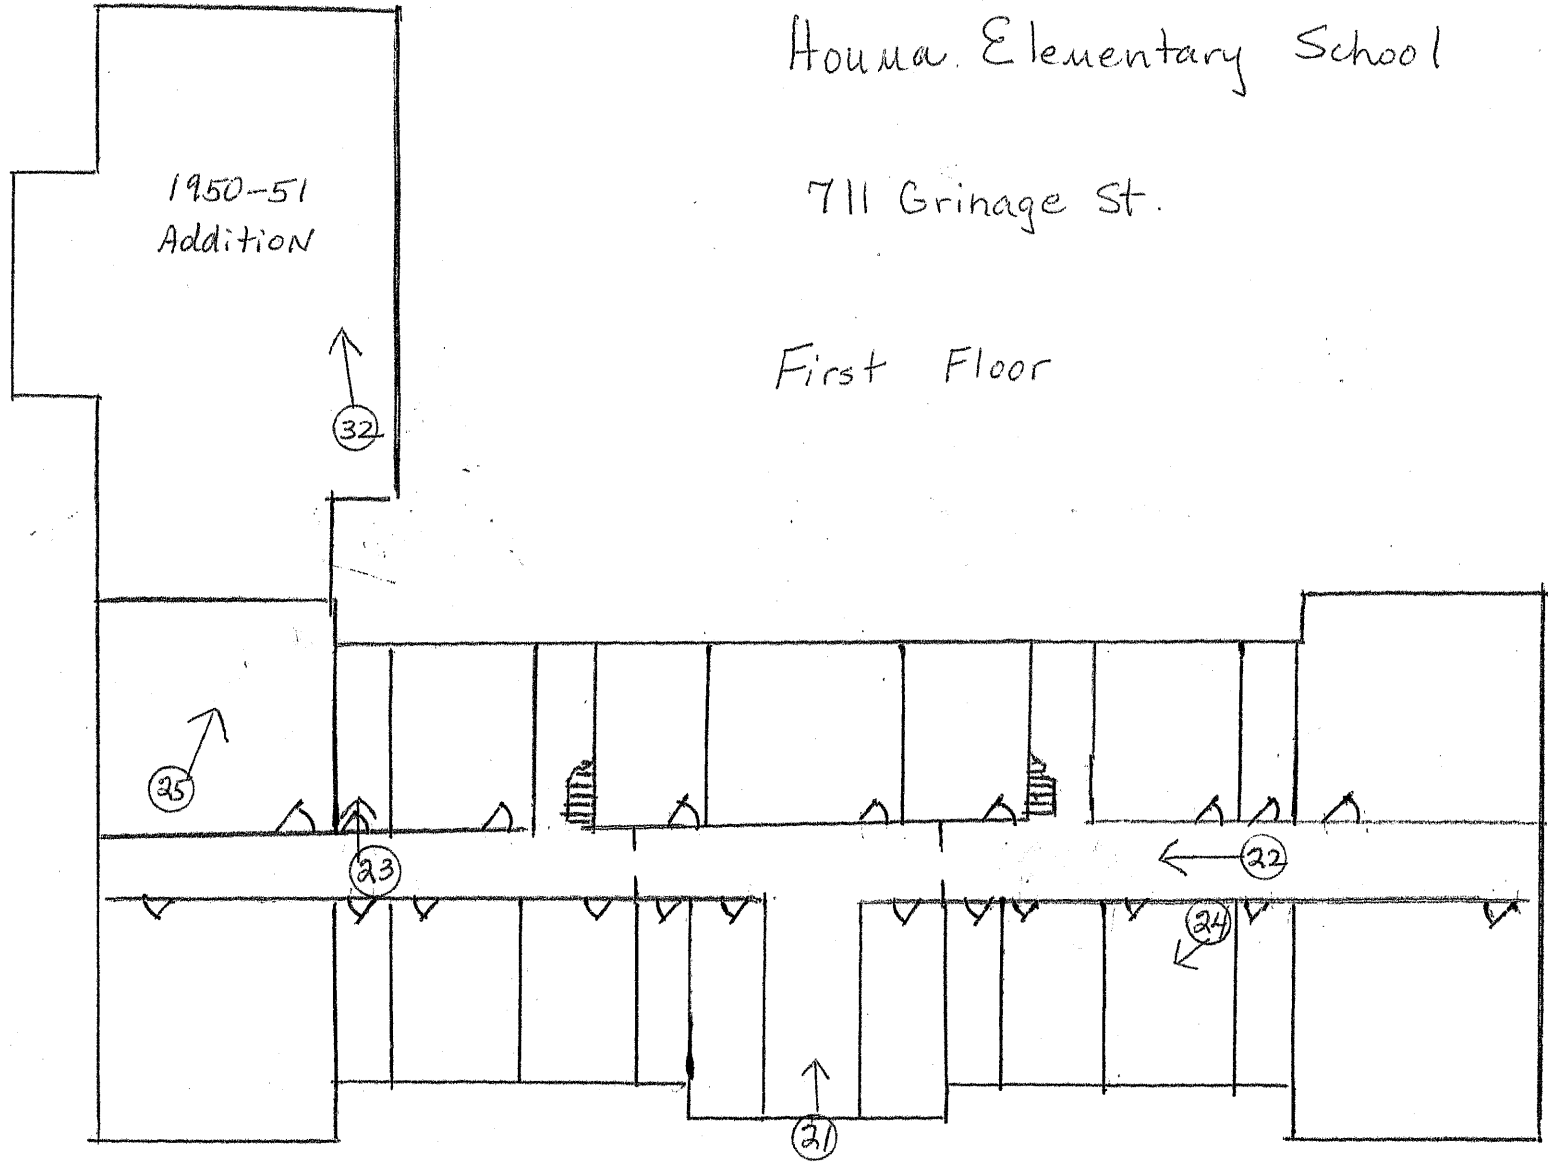 Houma Elementary School
711 Grinage St.
First Floor
1950-51
Addition
32
25
23
22
24
21